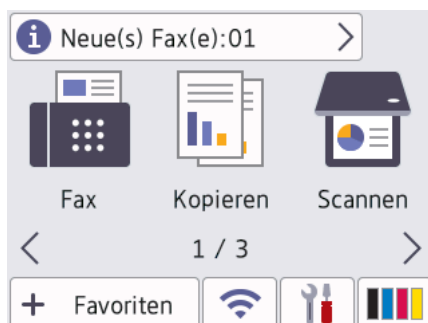 Neue(s) Fax(e):01
Fax Kopieren Scannen
1 / 3
+ Favoriten